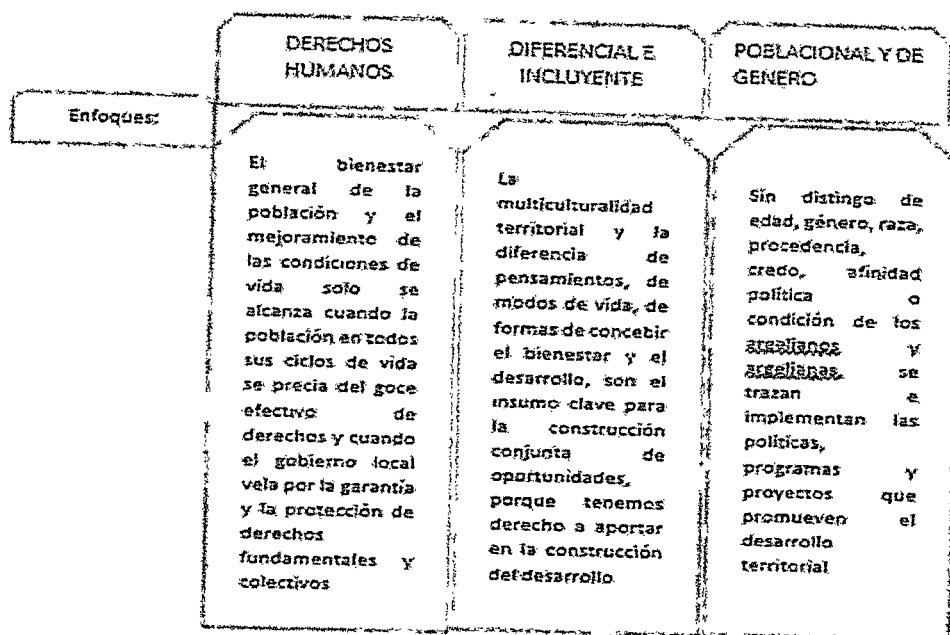 DERECHOS
HUMANOS
DIFERENCIAL E
INCLUYENTE
POBLACIONAL Y DE
GENERO
Enfoques:
El bienestar
general de la
población y el
mejoramiento de
las condiciones de
vida solo se
alcanza cuando la
población en todos
sus ciclos de vida
se precia del goce
efectivo de
derechos y cuando
el gobierno local
vela por la garantía
y la protección de
derechos
fundamentales y
colectivos
La
multiculturalidad
territorial y la
diferencia de
pensamientos, de
modos de vida, de
formas de concebir
el bienestar y el
desarrollo, son el
insumo clave para
la construcción
conjunta de
oportunidades,
porque tenemos
derecho a aportar
en la construcción
del desarrollo
Sin distingo de
edad, género, raza,
procedencia,
credo, afinidad
política o
condición de los
argelianos y
argelianas, se
trazan e
implementan las
políticas,
programas y
proyectos que
promueven el
desarrollo
territorial